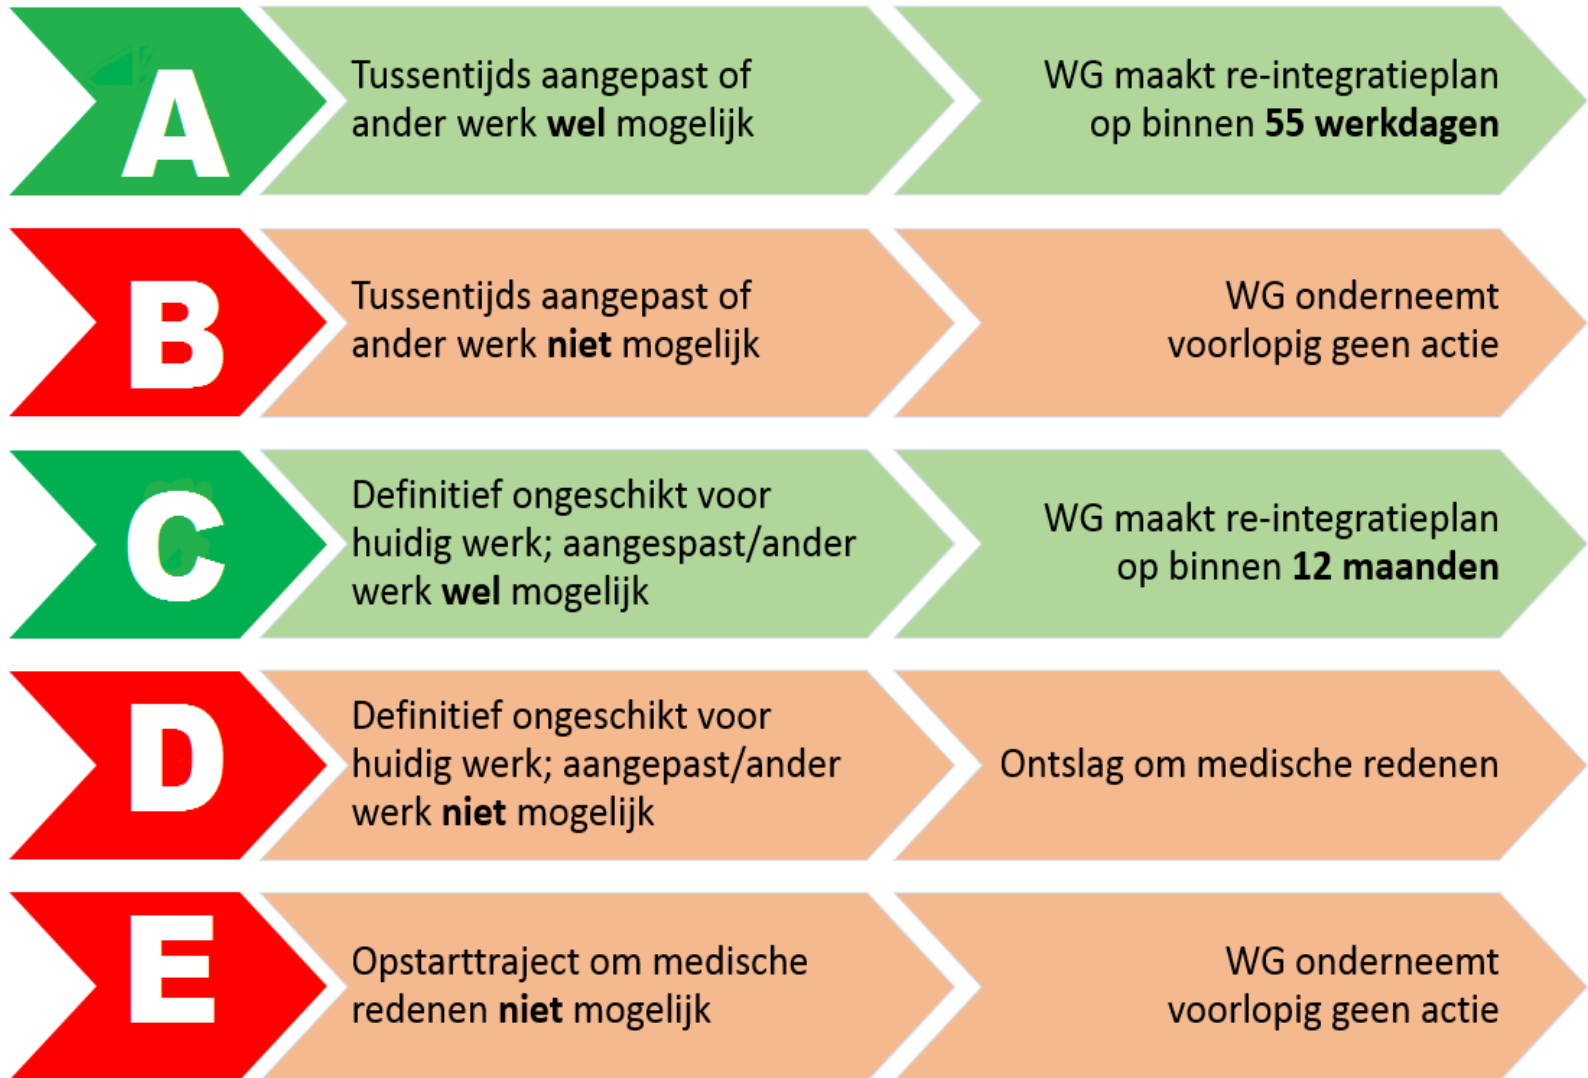 A
Tussentijds aangepast of
ander werk wel mogelijk
WG maakt re-integratieplan
op binnen 55 werkdagen
B
Tussentijds aangepast of
ander werk niet mogelijk
WG onderneemt
voorlopig geen actie
C
Definitief ongeschikt voor
huidig werk; aangespast/ander
werk wel mogelijk
WG maakt re-integratieplan
op binnen 12 maanden
D
Definitief ongeschikt voor
huidig werk; aangepast/ander
werk niet mogelijk
Ontslag om medische redenen
E
Opstarttraject om medische
redenen niet mogelijk
WG onderneemt
voorlopig geen actie